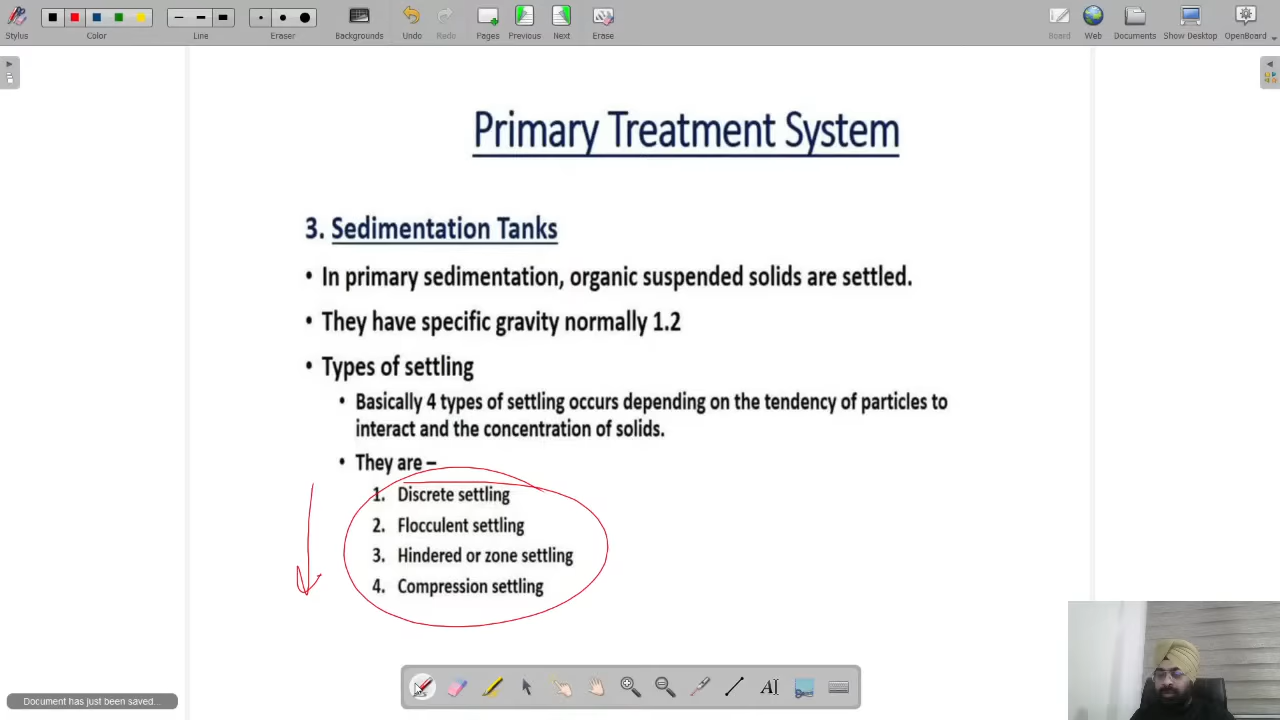 Stylus
Color
Line
Eraser
Backgrounds
Undo
Redo
Pages
Previous
Next
Erase
Board
Web
Documents
Show Desktop
OpenBoard
Primary Treatment System
3. Sedimentation Tanks
• In primary sedimentation, organic suspended solids are settled.
• They have specific gravity normally 1.2
• Types of settling
• Basically 4 types of settling occurs depending on the tendency of particles to
interact and the concentration of solids.
• They are –
1. Discrete settling
2. Flocculent settling
3. Hindered or zone settling
4. Compression settling
Document has just been saved...